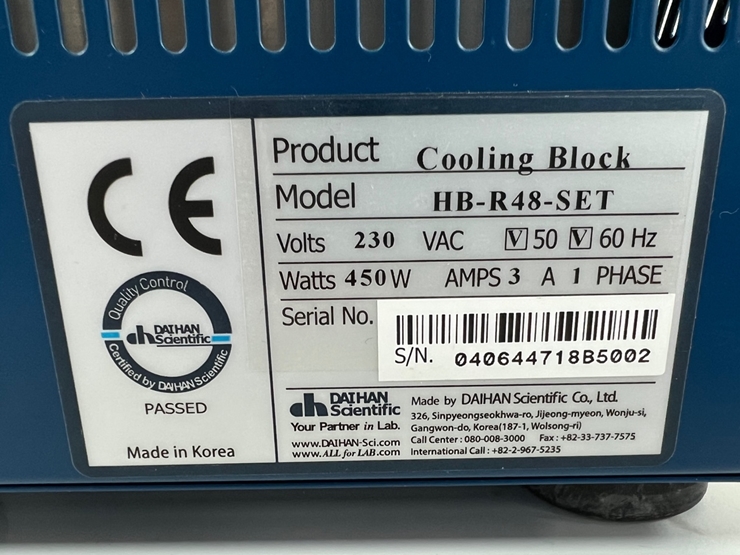 CE
Quality Control
DAIHAN
Scientific
Certified by DAIHAN Scientific
PASSED
Made in Korea
Product Cooling Block
Model HB-R48-SET
Volts 230 VAC V 50 V 60 Hz
Watts 450 W AMPS 3 A 1 PHASE
Serial No.
S/N. 040644718B5002
DAIHAN
Scientific
Your Partner in Lab.
www.DAIHAN-Sci.com
www.ALL for LAB.com
Made by DAIHAN Scientific Co., Ltd.
326, Sinpyeongseokhwa-ro, Jijeong-myeon, Wonju-si,
Gangwon-do, Korea(187-1, Wolsong-ri)
Call Center : 080-008-3000 Fax : +82-33-737-7575
International Call : +82-2-967-5235